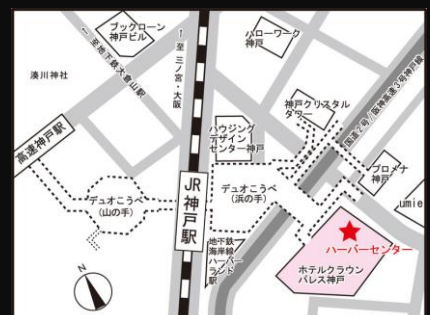 ブックローン
神戸ビル
↑至地下鉄大倉山駅
↑至三ノ宮・大阪
ハローワーク
神戸
湊川神社
高速神戸駅
神戸クリスタル
タワー
国道2号/阪神高速3号神戸線
ハウジング
デザイン
センター神戸
プロメナ
神戸
デュオこうべ
(山の手)
JR神戸駅
デュオこうべ
(浜の手)
umie
ハーバーセンター
地下鉄
海岸線
ハーバー
ランド
駅
ホテルクラウン
パレス神戸
N